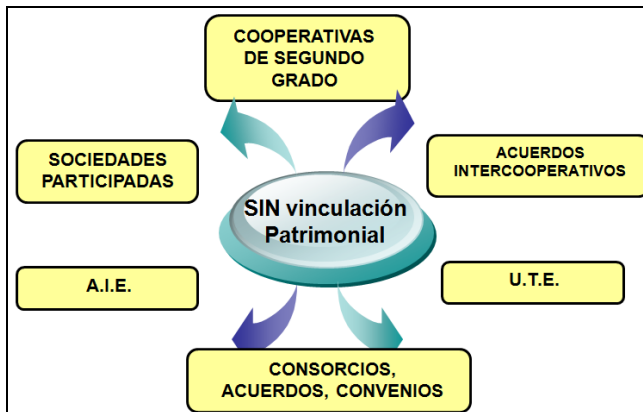 COOPERATIVAS
DE SEGUNDO
GRADO
SOCIEDADES
PARTICIPADAS
ACUERDOS
INTERCOOPERATIVOS
SIN vinculación
Patrimonial
A.I.E.
U.T.E.
CONSORCIOS,
ACUERDOS, CONVENIOS